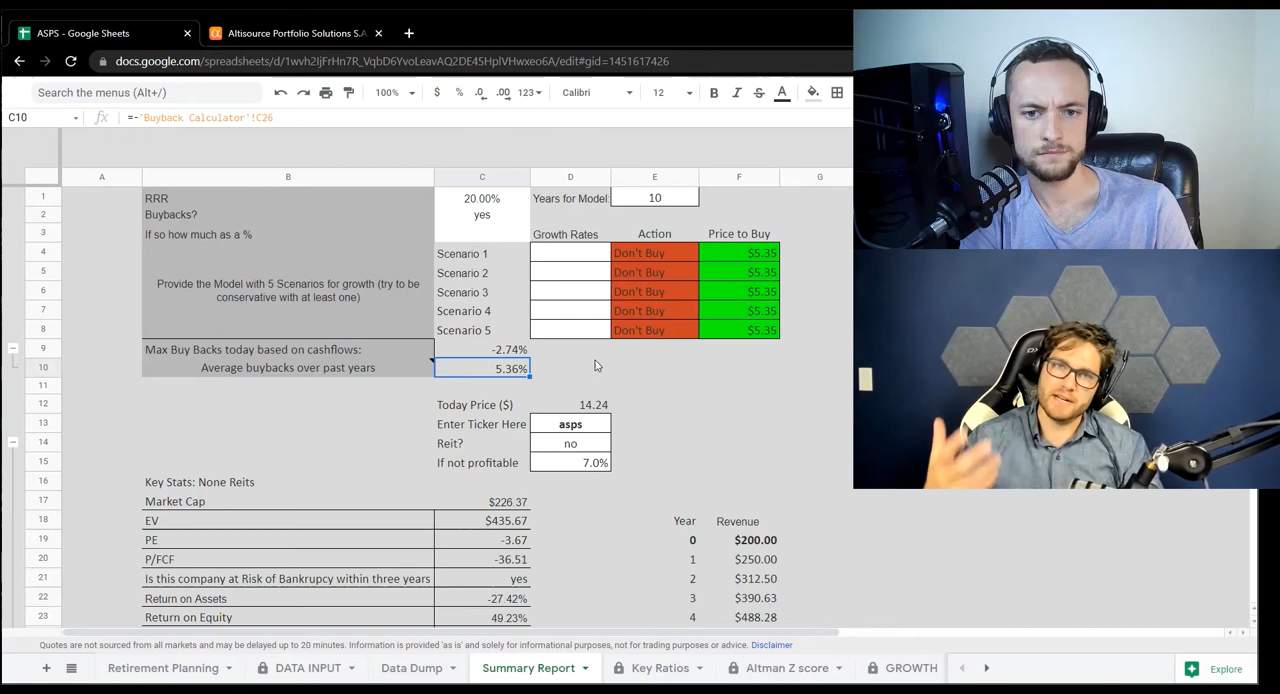 ASPS - Google Sheets
Altisource Portfolio Solutions S.A
docs.google.com/spreadsheets/d/1wvh2ljFrHn7R_VqbD6YvoLeavAQ2DE45HplVHwxeo6A/edit#gid=1451617426
Search the menus (Alt+/) 100% $ % .0 .00 123 Calibri 12 B I S A
C10 fx =-'Buyback Calculator'!C26
A B C D E F G
1 RRR 20.00% Years for Model: 10
2 Buybacks? yes
3 If so how much as a % Growth Rates Action Price to Buy
4 Scenario 1 Don't Buy $5.35
5 Scenario 2 Don't Buy $5.35
Provide the Model with 5 Scenarios for growth (try to be
conservative with at least one)
6 Scenario 3 Don't Buy $5.35
7 Scenario 4 Don't Buy $5.35
8 Scenario 5 Don't Buy $5.35
9 Max Buy Backs today based on cashflows: -2.74%
10 Average buybacks over past years 5.36%
11
12 Today Price ($) 14.24
13 Enter Ticker Here asps
14 Reit? no
15 If not profitable 7.0%
16 Key Stats: None Reits
17 Market Cap $226.37
18 EV $435.67 Year Revenue
19 PE -3.67 0 $200.00
20 P/FCF -36.51 1 $250.00
21 Is this company at Risk of Bankrupcy within three years yes 2 $312.50
22 Return on Assets -27.42% 3 $390.63
23 Return on Equity 49.23% 4 $488.28
Quotes are not sourced from all markets and may be delayed up to 20 minutes. Information is provided 'as is' and solely for informational purposes, not for trading purposes or advice. Disclaimer
Retirement Planning DATA INPUT Data Dump Summary Report Key Ratios Altman Z score GROWTH Explore